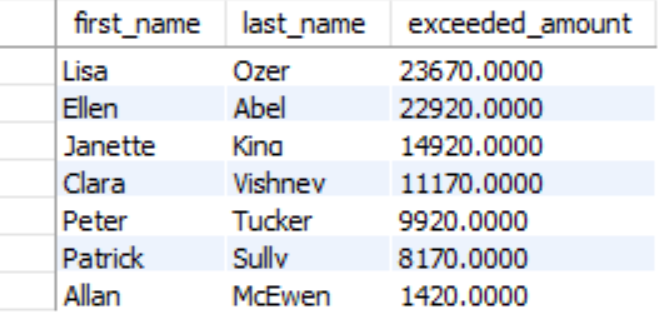 first_name last_name exceeded_amount
Lisa Ozer 23670.0000
Ellen Abel 22920.0000
Janette King 14920.0000
Clara Vishney 11170.0000
Peter Tucker 9920.0000
Patrick Sully 8170.0000
Allan McEwen 1420.0000